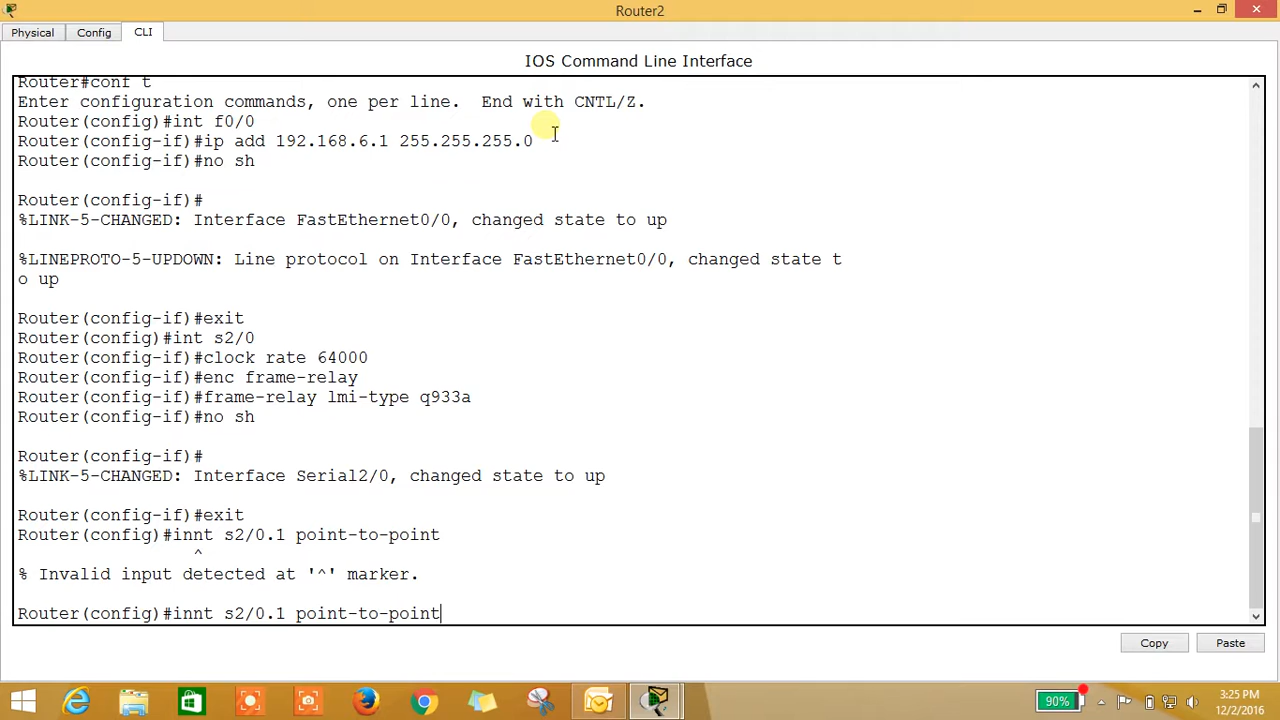 Router2
Physical Config CLI
IOS Command Line Interface
Router#conf t
Enter configuration commands, one per line.  End with CNTL/Z.
Router(config)#int f0/0
Router(config-if)#ip add 192.168.6.1 255.255.255.0
Router(config-if)#no sh
Router(config-if)#
%LINK-5-CHANGED: Interface FastEthernet0/0, changed state to up
%LINEPROTO-5-UPDOWN: Line protocol on Interface FastEthernet0/0, changed state t
o up
Router(config-if)#exit
Router(config)#int s2/0
Router(config-if)#clock rate 64000
Router(config-if)#enc frame-relay
Router(config-if)#frame-relay lmi-type q933a
Router(config-if)#no sh
Router(config-if)#
%LINK-5-CHANGED: Interface Serial2/0, changed state to up
Router(config-if)#exit
Router(config)#innt s2/0.1 point-to-point
^
% Invalid input detected at '^' marker.
Router(config)#innt s2/0.1 point-to-point
Copy Paste
90% 3:25 PM
12/2/2016